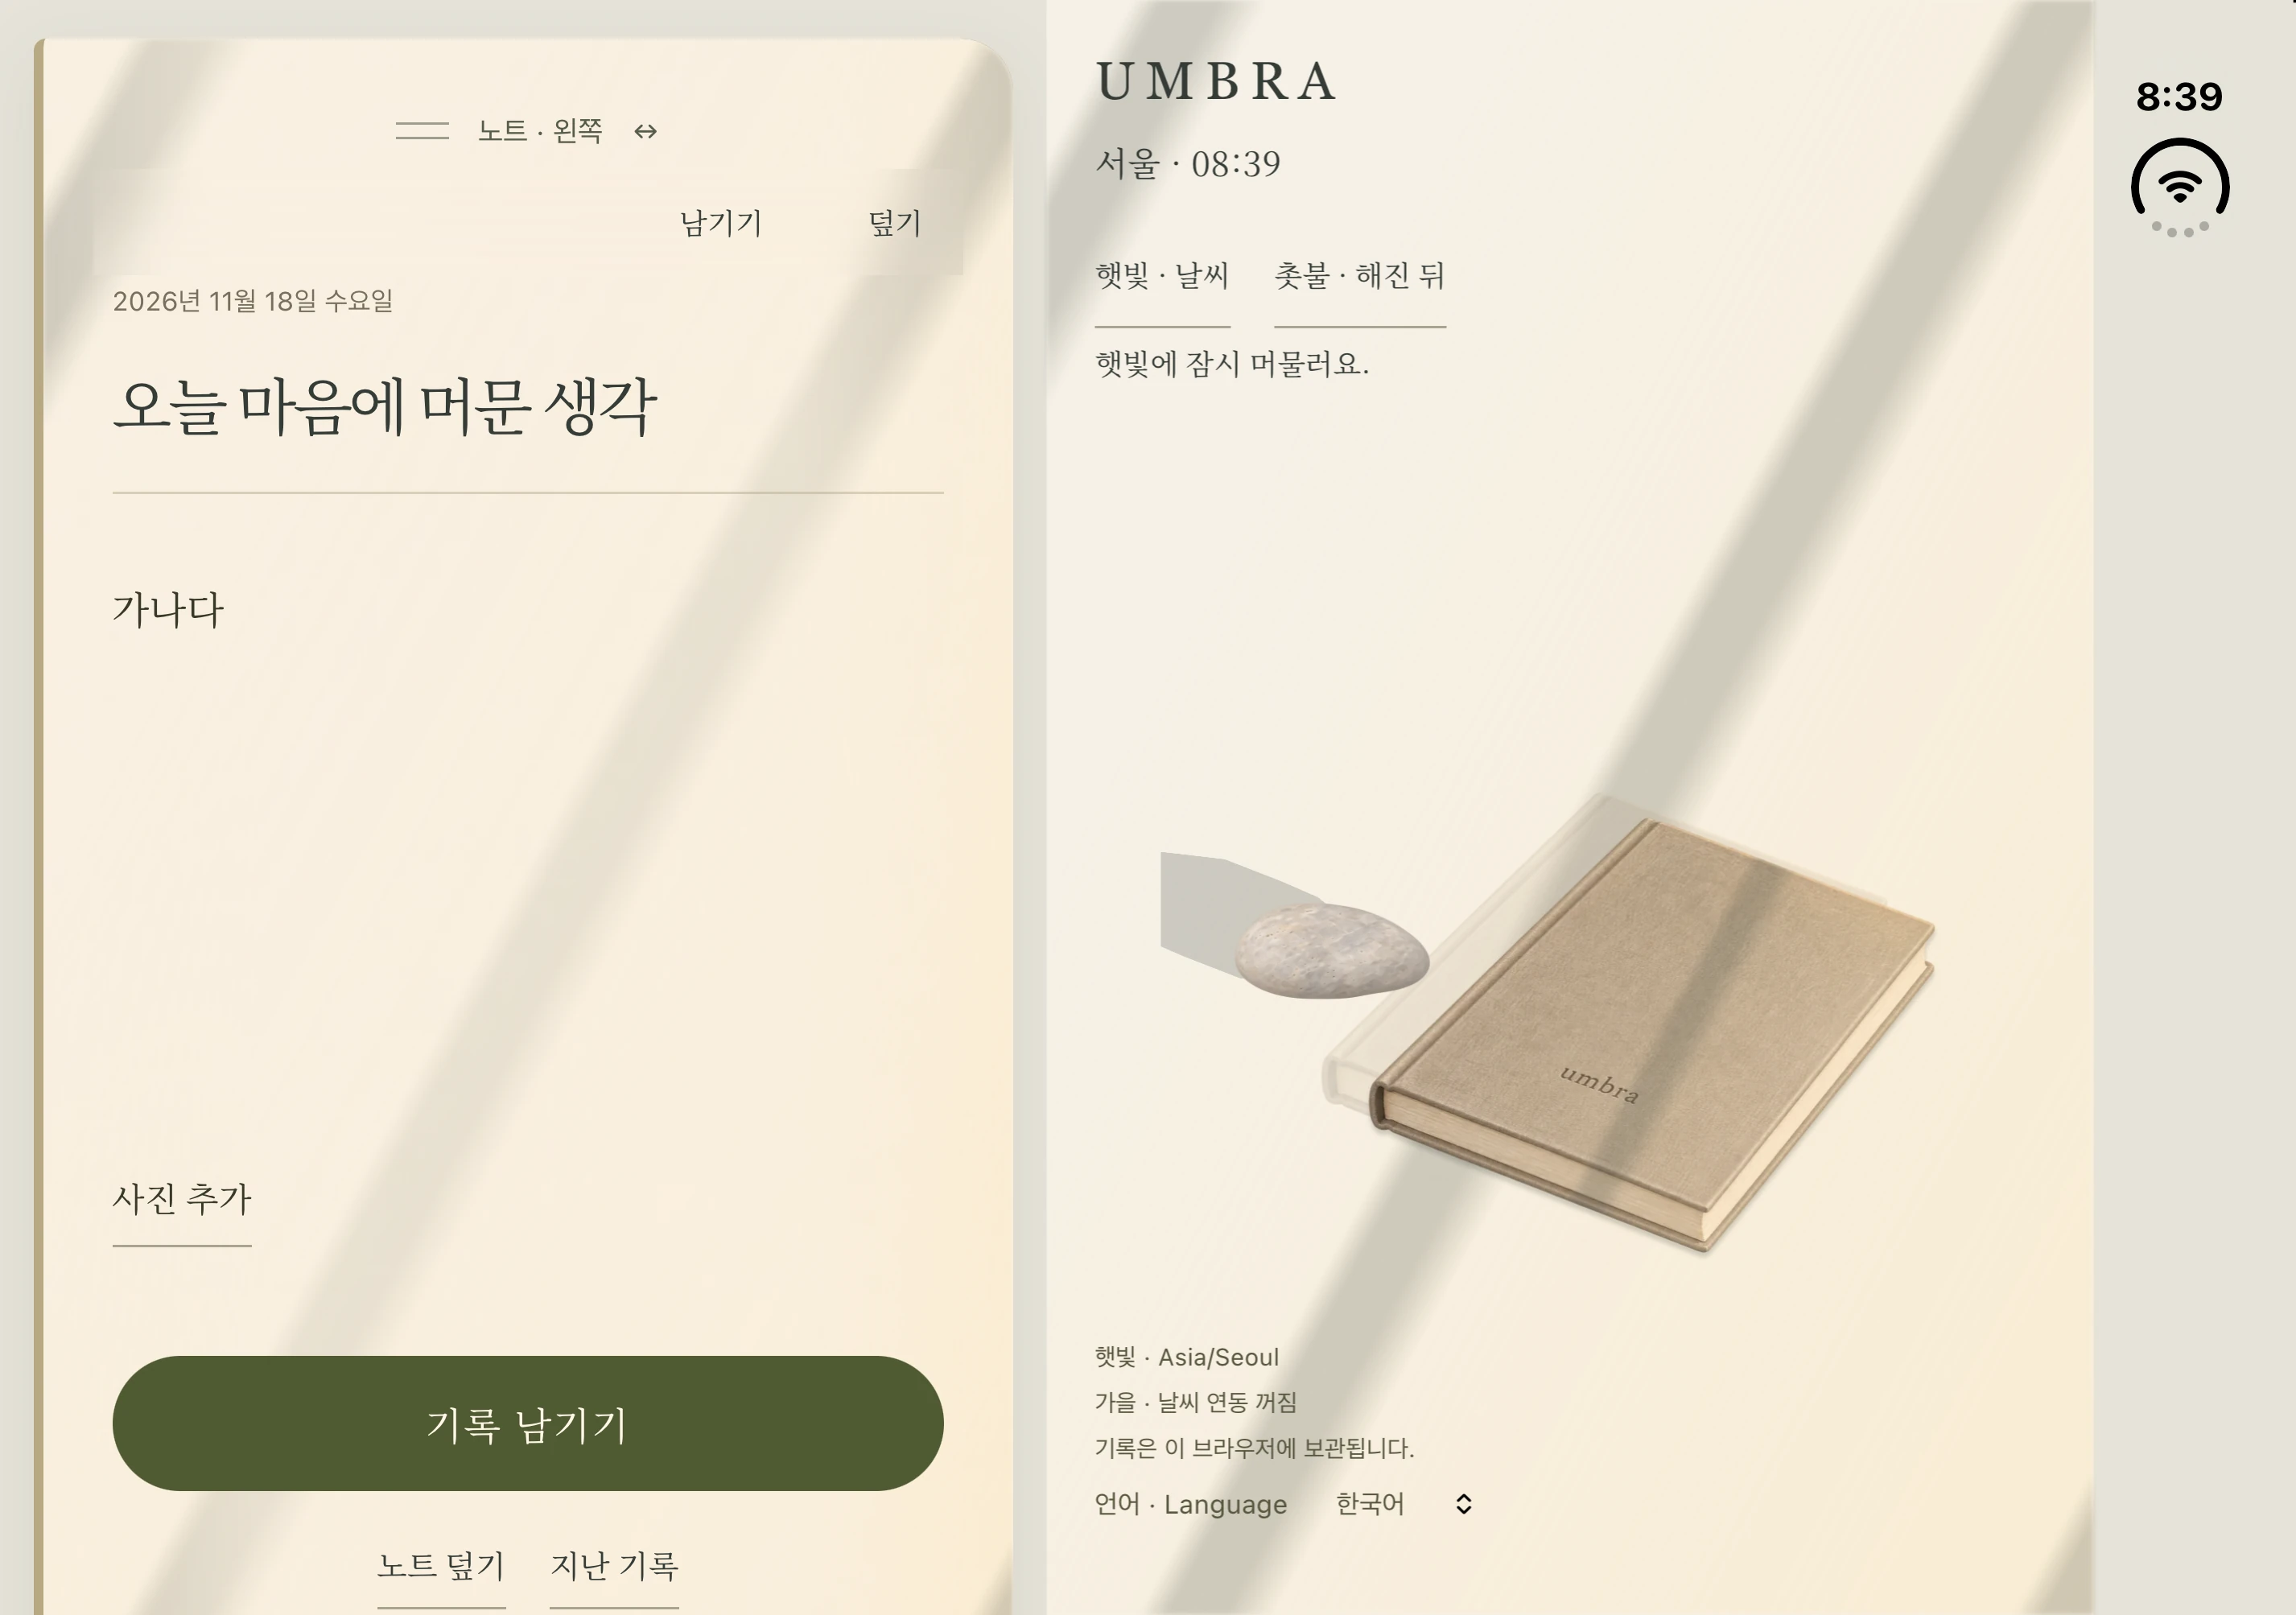 노트 · 왼쪽 ↔
남기기 덮기
2026년 11월 18일 수요일
오늘 마음에 머문 생각
가나다
사진 추가
기록 남기기
노트 덮기 지난 기록
UMBRA
서울 · 08:39
햇빛 · 날씨 촛불 · 해진 뒤
햇빛에 잠시 머물러요.
umbra
햇빛 · Asia/Seoul
가을 · 날씨 연동 꺼짐
기록은 이 브라우저에 보관됩니다.
언어 · Language 한국어
8:39